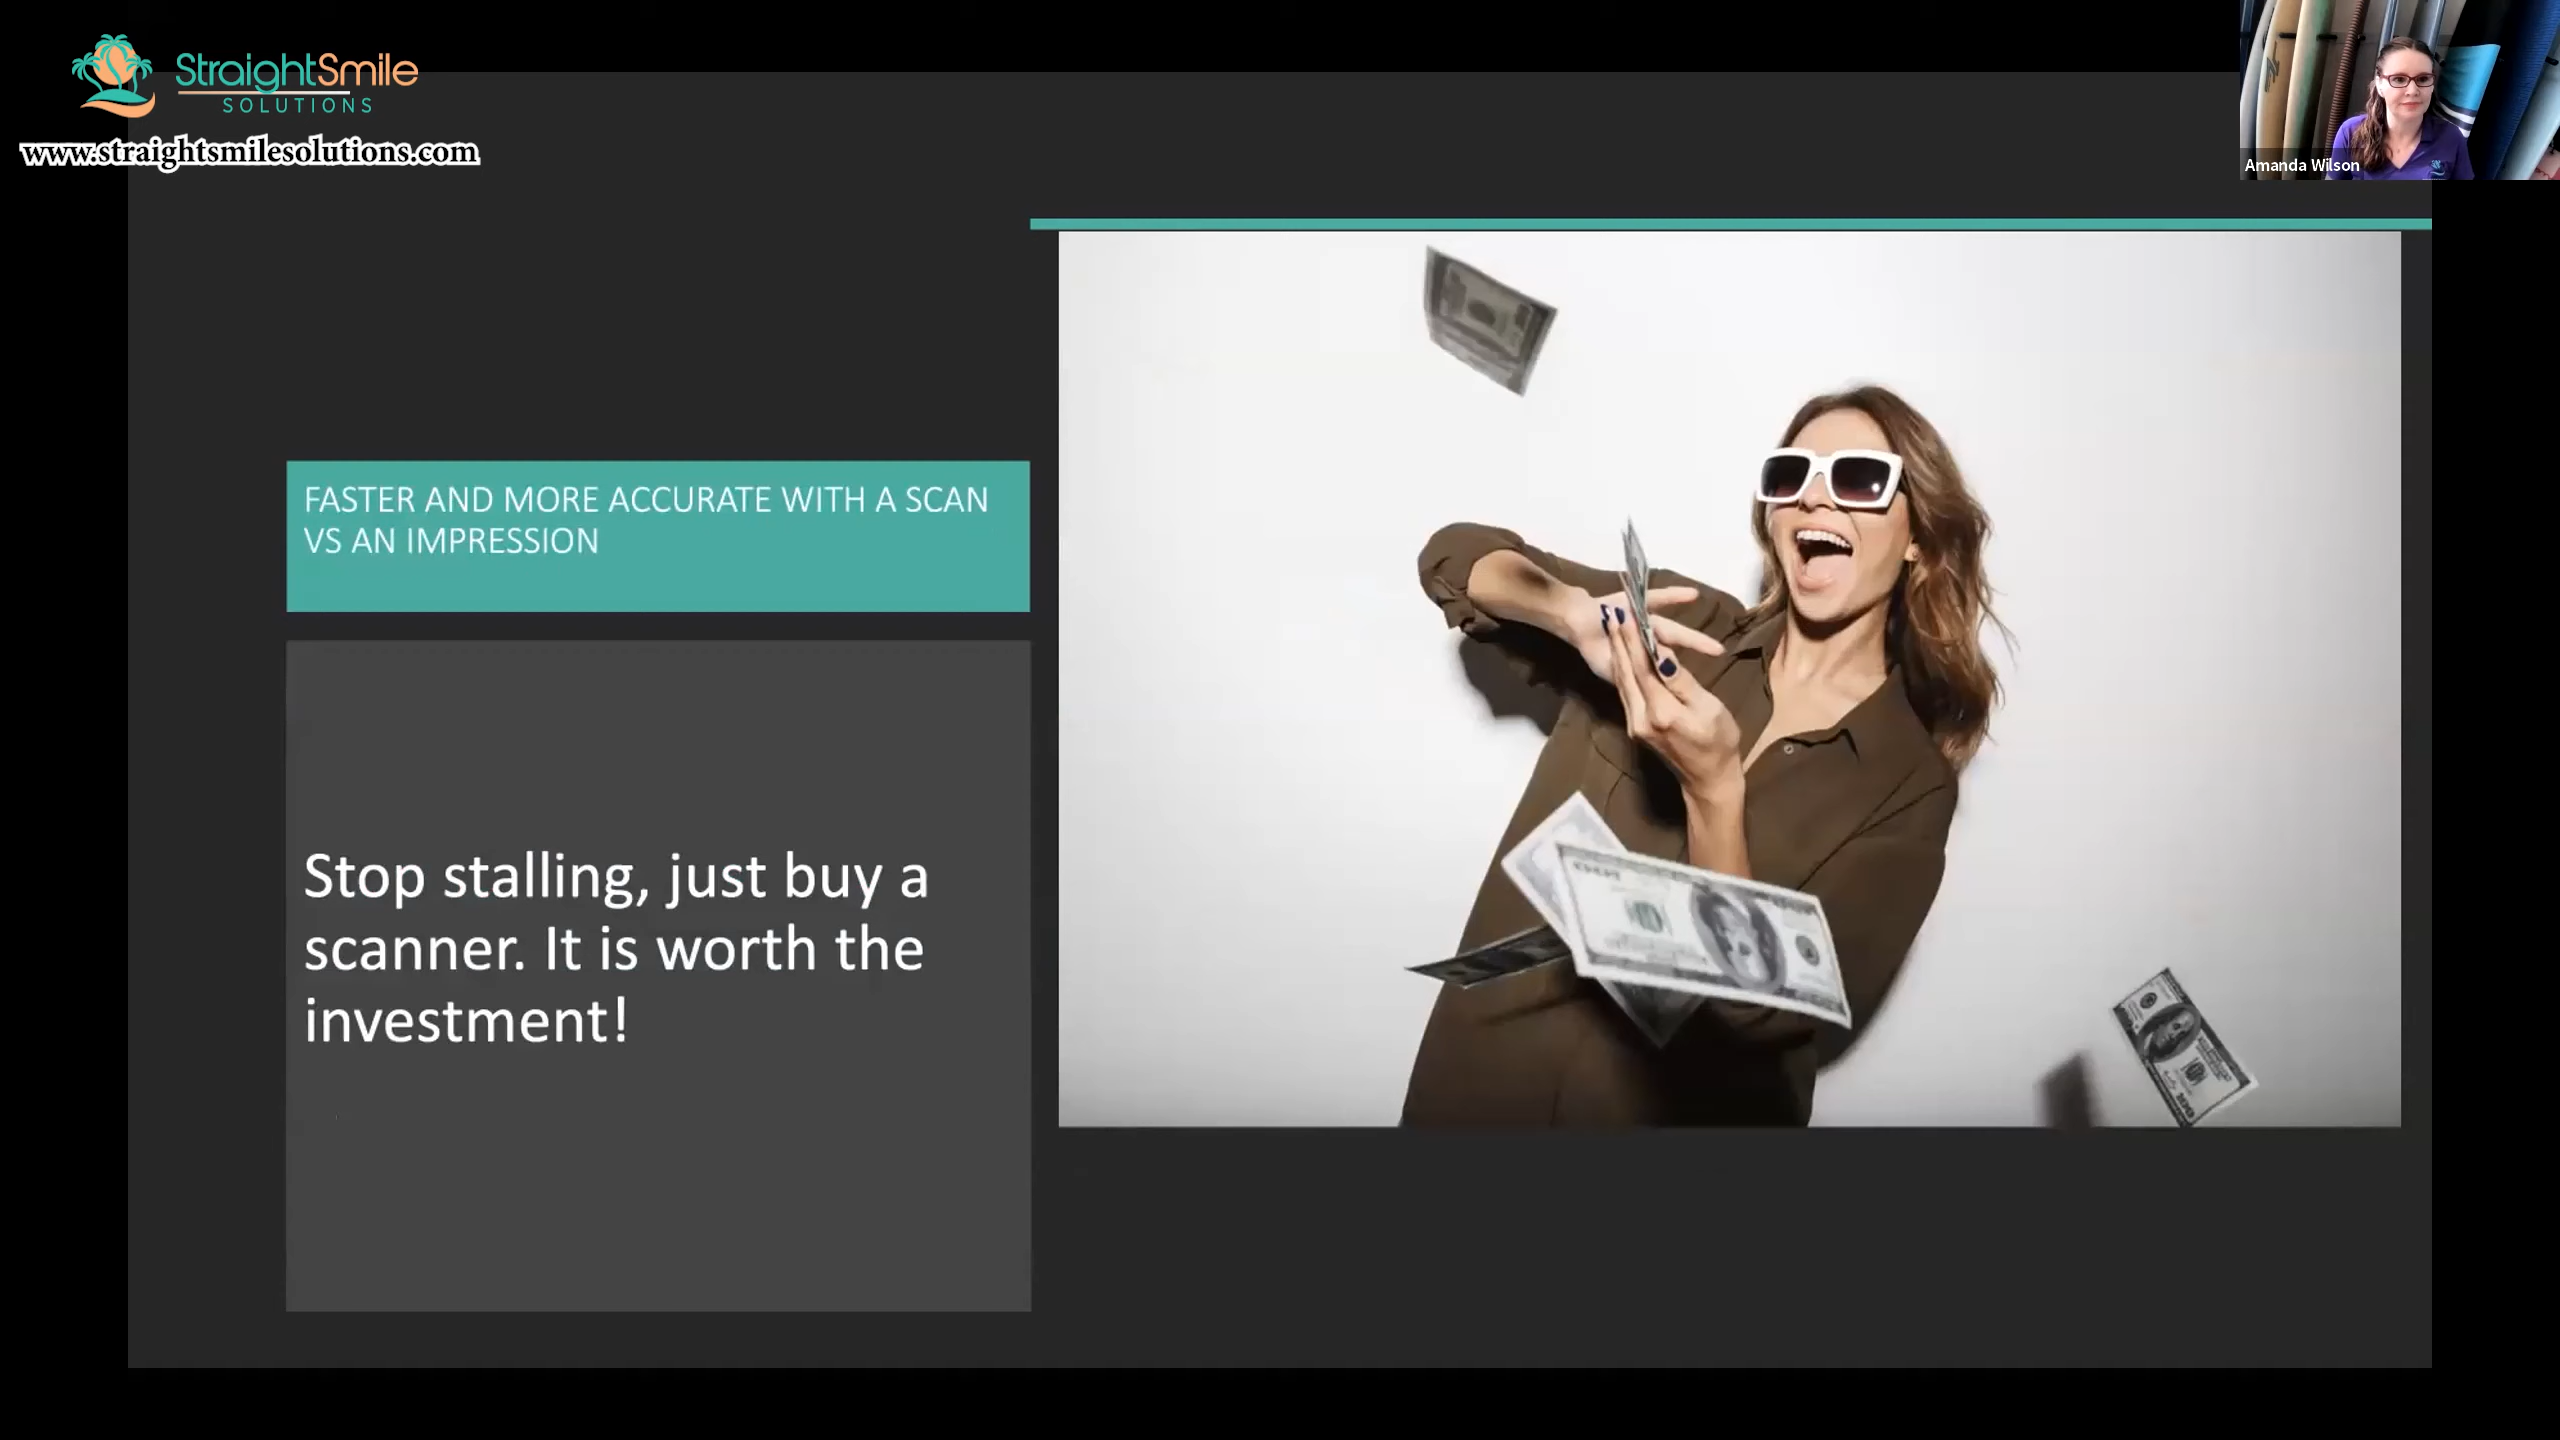 StraightSmile
SOLUTIONS
www.straightsmilesolutions.com
Amanda Wilson
FASTER AND MORE ACCURATE WITH A SCAN
VS AN IMPRESSION
Stop stalling, just buy a
scanner. It is worth the
investment!